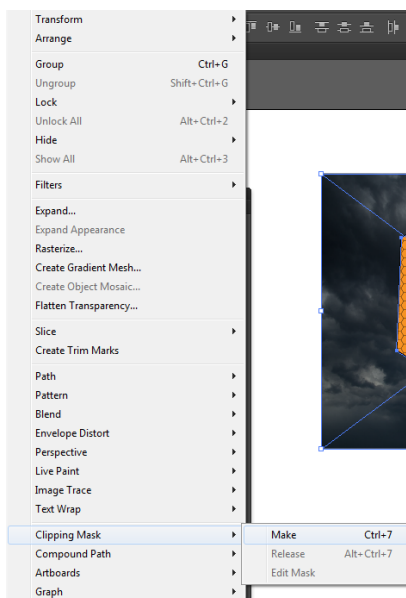 Transform
Arrange
Group Ctrl+G
Ungroup Shift+Ctrl+G
Lock
Unlock All Alt+Ctrl+2
Hide
Show All Alt+Ctrl+3
Filters
Expand...
Expand Appearance
Rasterize...
Create Gradient Mesh...
Create Object Mosaic...
Flatten Transparency...
Slice
Create Trim Marks
Path
Pattern
Blend
Envelope Distort
Perspective
Live Paint
Image Trace
Text Wrap
Clipping Mask
Make Ctrl+7
Compound Path
Release Alt+Ctrl+7
Artboards
Edit Mask
Graph